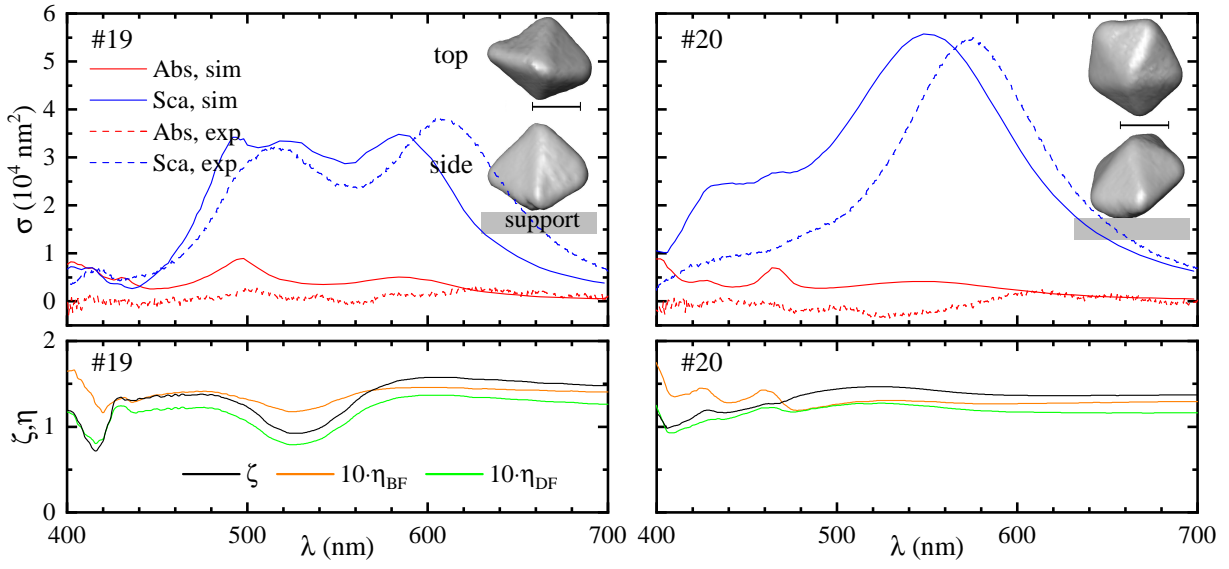 #19
top
Abs, sim
Sca, sim
Abs, exp
Sca, exp
side
support
σ (10⁴ nm²)
0
1
2
3
4
5
6
#20
#19
ζ
10·η_BF
10·η_DF
ζ,η
0
1
2
400
500
600
700
λ (nm)
#20
400
500
600
700
λ (nm)